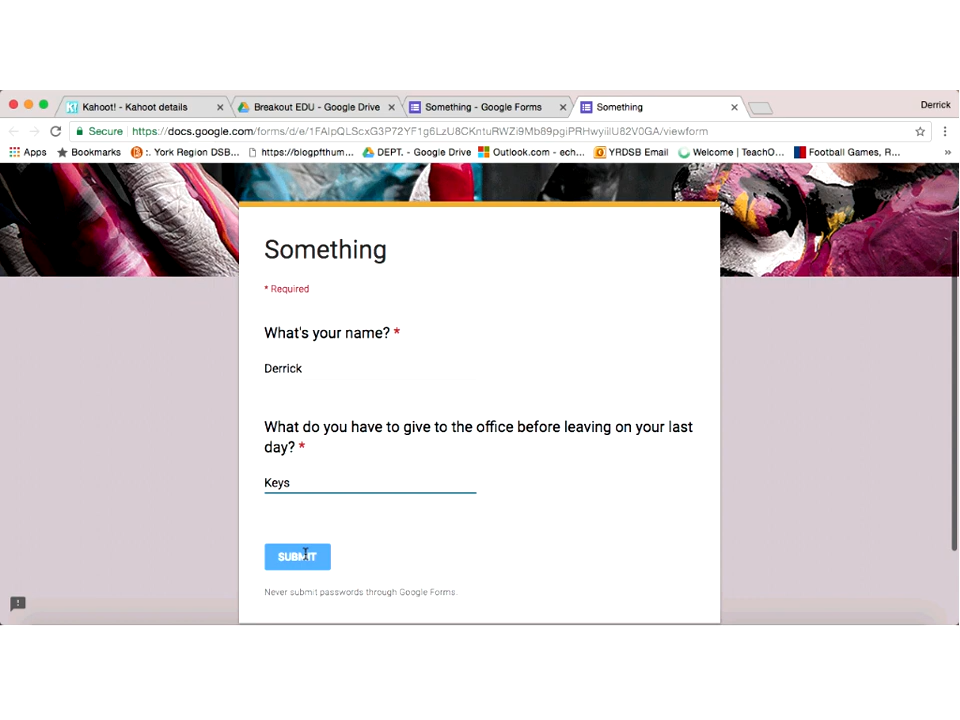 Kahoot! - Kahoot details
Breakout EDU - Google Drive
Something - Google Forms
Something
Derrick
Secure
https://docs.google.com/forms/d/e/1FAIpQLScxG3P72YF1g6LzU8CKntuRWZi9Mb89pgiPRHwyiiIU82V0GA/viewform
Apps
Bookmarks
:. York Region DSB...
https://blogpfthum...
DEPT. - Google Drive
Outlook.com - ech...
YRDSB Email
Welcome | TeachO...
Football Games, R...
»
Something
* Required
What's your name? *
Derrick
What do you have to give to the office before leaving on your last
day? *
Keys
SUBMIT
Never submit passwords through Google Forms.